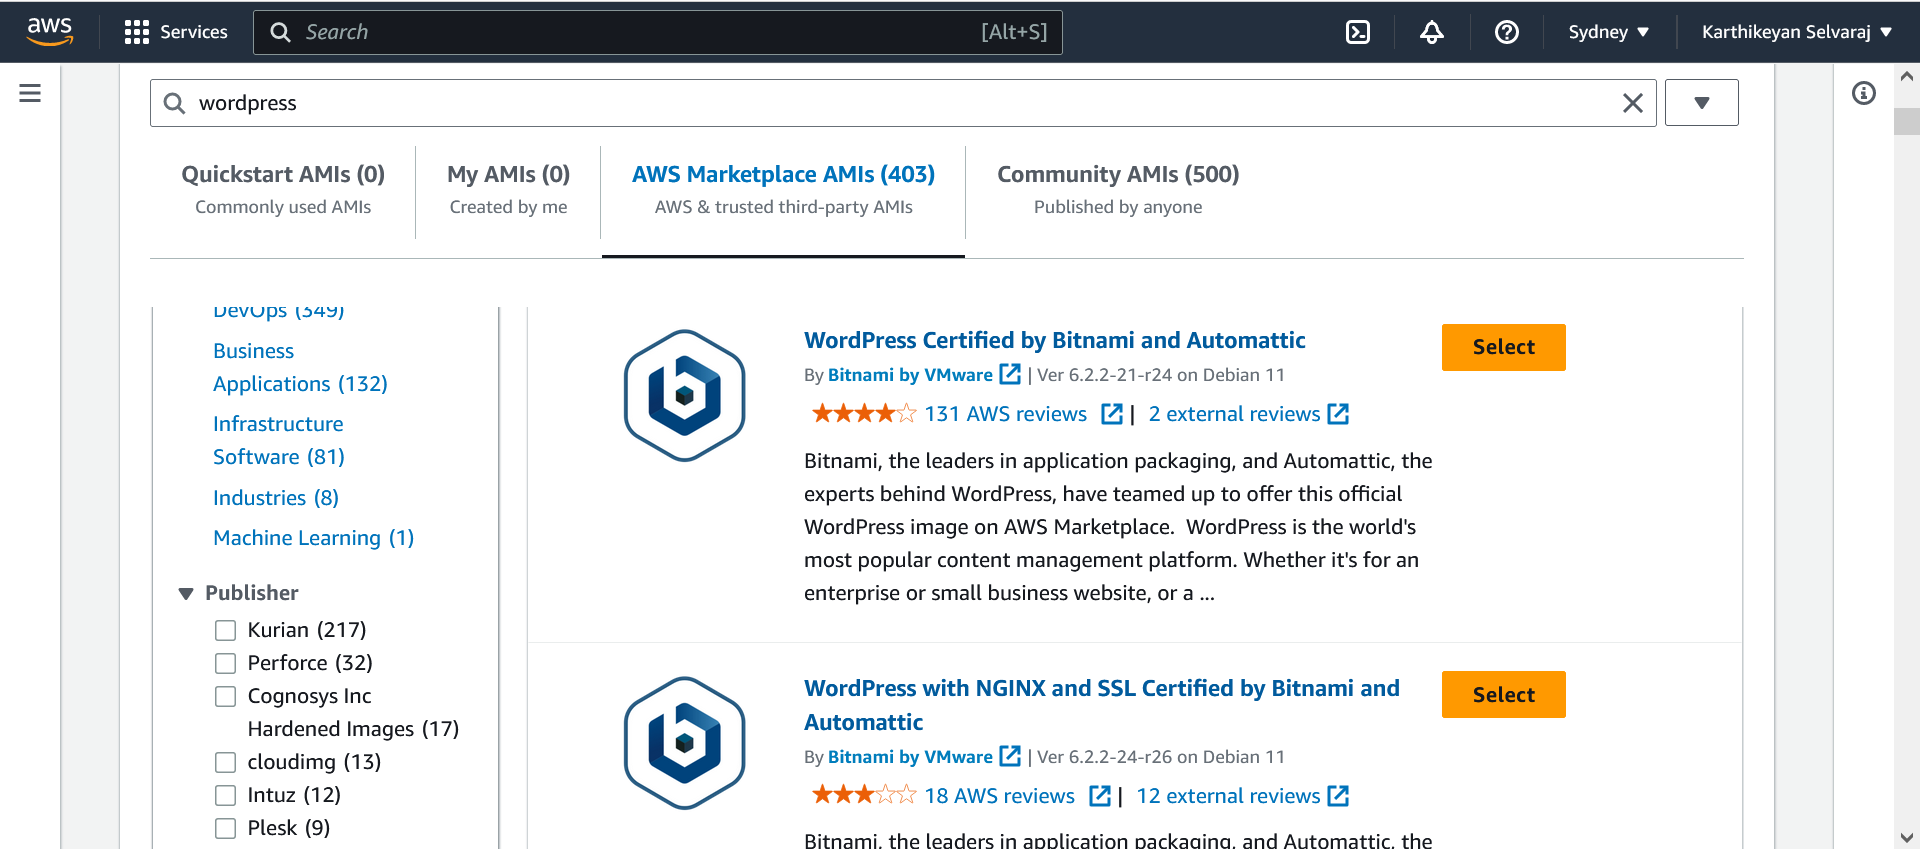 aws
Services
Search
[Alt+S]
Sydney
Karthikeyan Selvaraj
wordpress
Quickstart AMIs (0)
Commonly used AMIs
My AMIs (0)
Created by me
AWS Marketplace AMIs (403)
AWS & trusted third-party AMIs
Community AMIs (500)
Published by anyone
DevOps (349)
Business
Applications (132)
Infrastructure
Software (81)
Industries (8)
Machine Learning (1)
Publisher
Kurian (217)
Perforce (32)
Cognosys Inc
Hardened Images (17)
cloudimg (13)
Intuz (12)
Plesk (9)
WordPress Certified by Bitnami and Automattic
By Bitnami by VMware | Ver 6.2.2-21-r24 on Debian 11
131 AWS reviews | 2 external reviews
Bitnami, the leaders in application packaging, and Automattic, the
experts behind WordPress, have teamed up to offer this official
WordPress image on AWS Marketplace. WordPress is the world's
most popular content management platform. Whether it's for an
enterprise or small business website, or a ...
Select
WordPress with NGINX and SSL Certified by Bitnami and
Automattic
By Bitnami by VMware | Ver 6.2.2-24-r26 on Debian 11
18 AWS reviews | 12 external reviews
Bitnami, the leaders in application packaging, and Automattic, the
Select